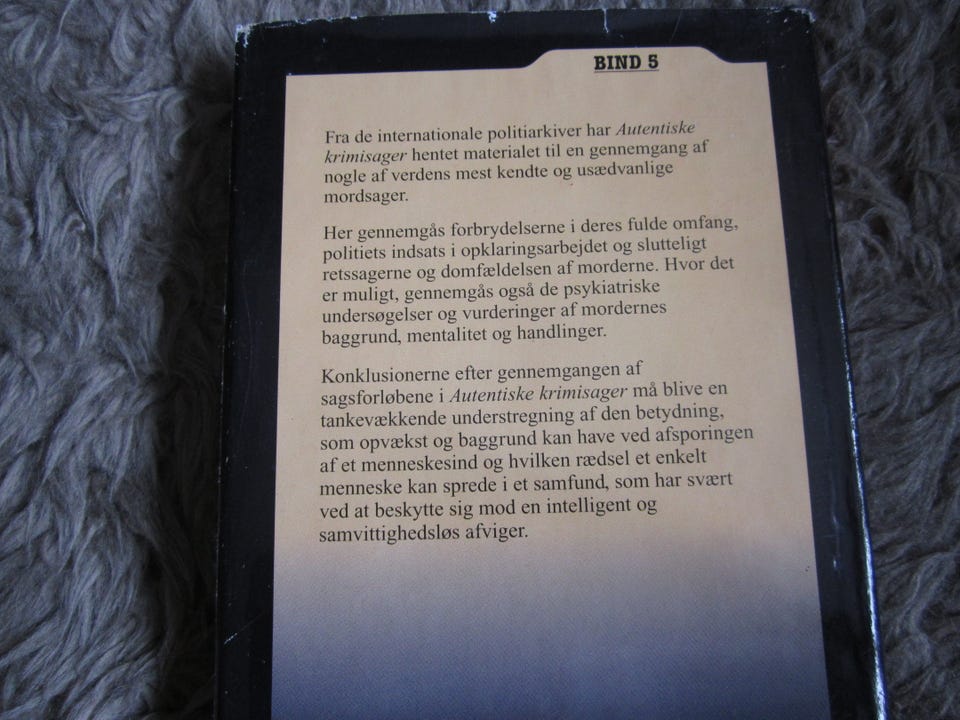 BIND 5
Fra de internationale politiarkiver har Autentiske
krimisager hentet materialet til en gennemgang af
nogle af verdens mest kendte og usædvanlige
mordsager.
Her gennemgås forbrydelserne i deres fulde omfang,
politiets indsats i opklaringsarbejdet og slutteligt
retssagerne og domfældelsen af morderne. Hvor det
er muligt, gennemgås også de psykiatriske
undersøgelser og vurderinger af mordernes
baggrund, mentalitet og handlinger.
Konklusionerne efter gennemgangen af
sagsforløbene i Autentiske krimisager må blive en
tankevækkende understregning af den betydning,
som opvækst og baggrund kan have ved afsporingen
af et menneskesind og hvilken rædsel et enkelt
menneske kan sprede i et samfund, som har svært
ved at beskytte sig mod en intelligent og
samvittighedsløs afviger.